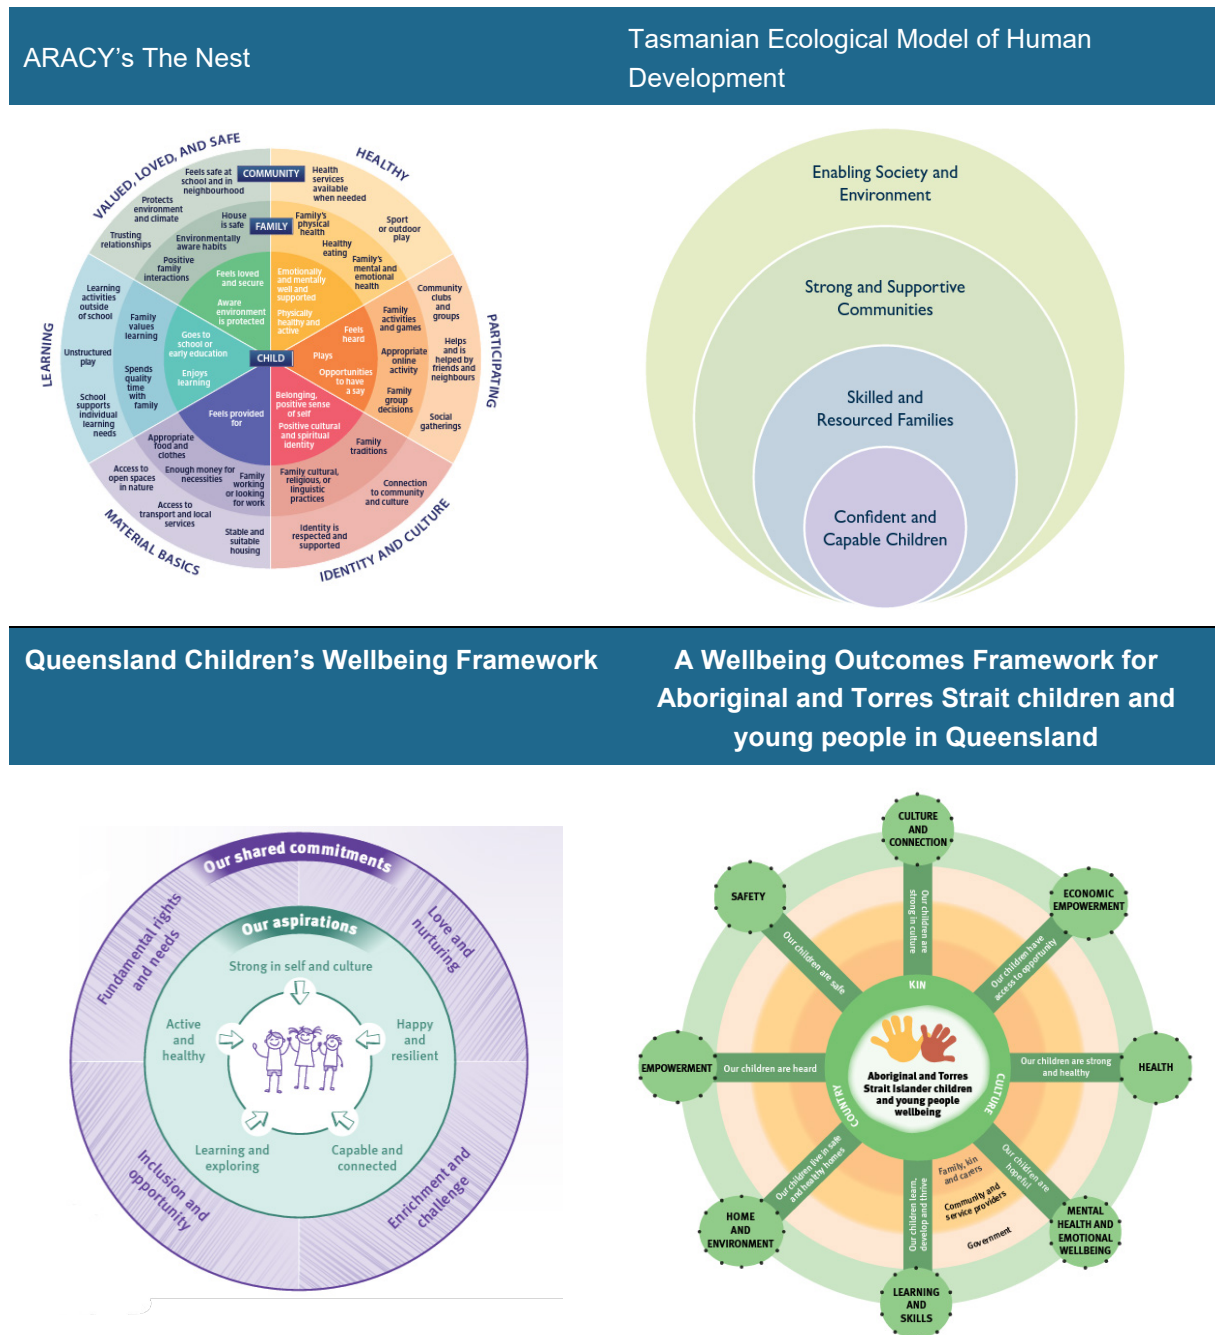 ARACY's The Nest
Tasmanian Ecological Model of Human
Development
VALUED, LOVED, AND SAFE
HEALTHY
PARTICIPATING
IDENTITY AND CULTURE
MATERIAL BASICS
LEARNING
COMMUNITY
FAMILY
CHILD
Feels safe at
school and in
neighbourhood
Protects
environment
and climate
Trusting
relationships
House
is safe
Environmentally
aware habits
Positive
family
interactions
Feels loved
and secure
Aware
environment
is protected
Health
services
available
when needed
Sport
or outdoor
play
Family's
physical
health
Healthy
eating
Family's
mental and
emotional
health
Emotionally
and mentally
well and
supported
Physically
healthy and
active
Community
clubs
and
groups
Helps
and is
helped by
friends and
neighbours
Social
gatherings
Family
activities
and games
Appropriate
online
activity
Family
group
decisions
Feels
heard
Plays
Opportunities
to have
a say
Belonging,
positive sense
of self
Positive cultural
and spiritual
identity
Family
traditions
Family cultural,
religious, or
linguistic
practices
Connection
to community
and culture
Identity is
respected and
supported
Feels provided
for
Appropriate
food and
clothes
Enough money for
necessities
Family
working
or looking
for work
Access to
open spaces
in nature
Access to
transport and local
services
Stable and
suitable
housing
Goes to
school or
early education
Enjoys
learning
Family
values
learning
Spends
quality
time
with
family
Learning
activities
outside
of school
Unstructured
play
School
supports
individual
learning
needs
Enabling Society and
Environment
Strong and Supportive
Communities
Skilled and
Resourced Families
Confident and
Capable Children
Queensland Children's Wellbeing Framework
A Wellbeing Outcomes Framework for
Aboriginal and Torres Strait children and
young people in Queensland
Our shared commitments
Fundamental rights
and needs
Love and
nurturing
Our aspirations
Strong in self and culture
Active
and
healthy
Happy
and
resilient
Learning and
exploring
Capable and
connected
Inclusion and
opportunity
Enrichment and
challenge
CULTURE
AND
CONNECTION
Our children are
strong in culture
ECONOMIC
EMPOWERMENT
Our children have
access to opportunity
HEALTH
Our children are strong
and healthy
MENTAL
HEALTH AND
EMOTIONAL
WELLBEING
Our children are
hopeful
LEARNING
AND
SKILLS
Our children learn,
develop and thrive
HOME
AND
ENVIRONMENT
Our children live in safe
and healthy homes
EMPOWERMENT
Our children are heard
SAFETY
Our children are safe
KIN
CULTURE
COUNTRY
Aboriginal and Torres
Strait Islander children
and young people
wellbeing
Family, kin
and carers
Community and
service providers
Government